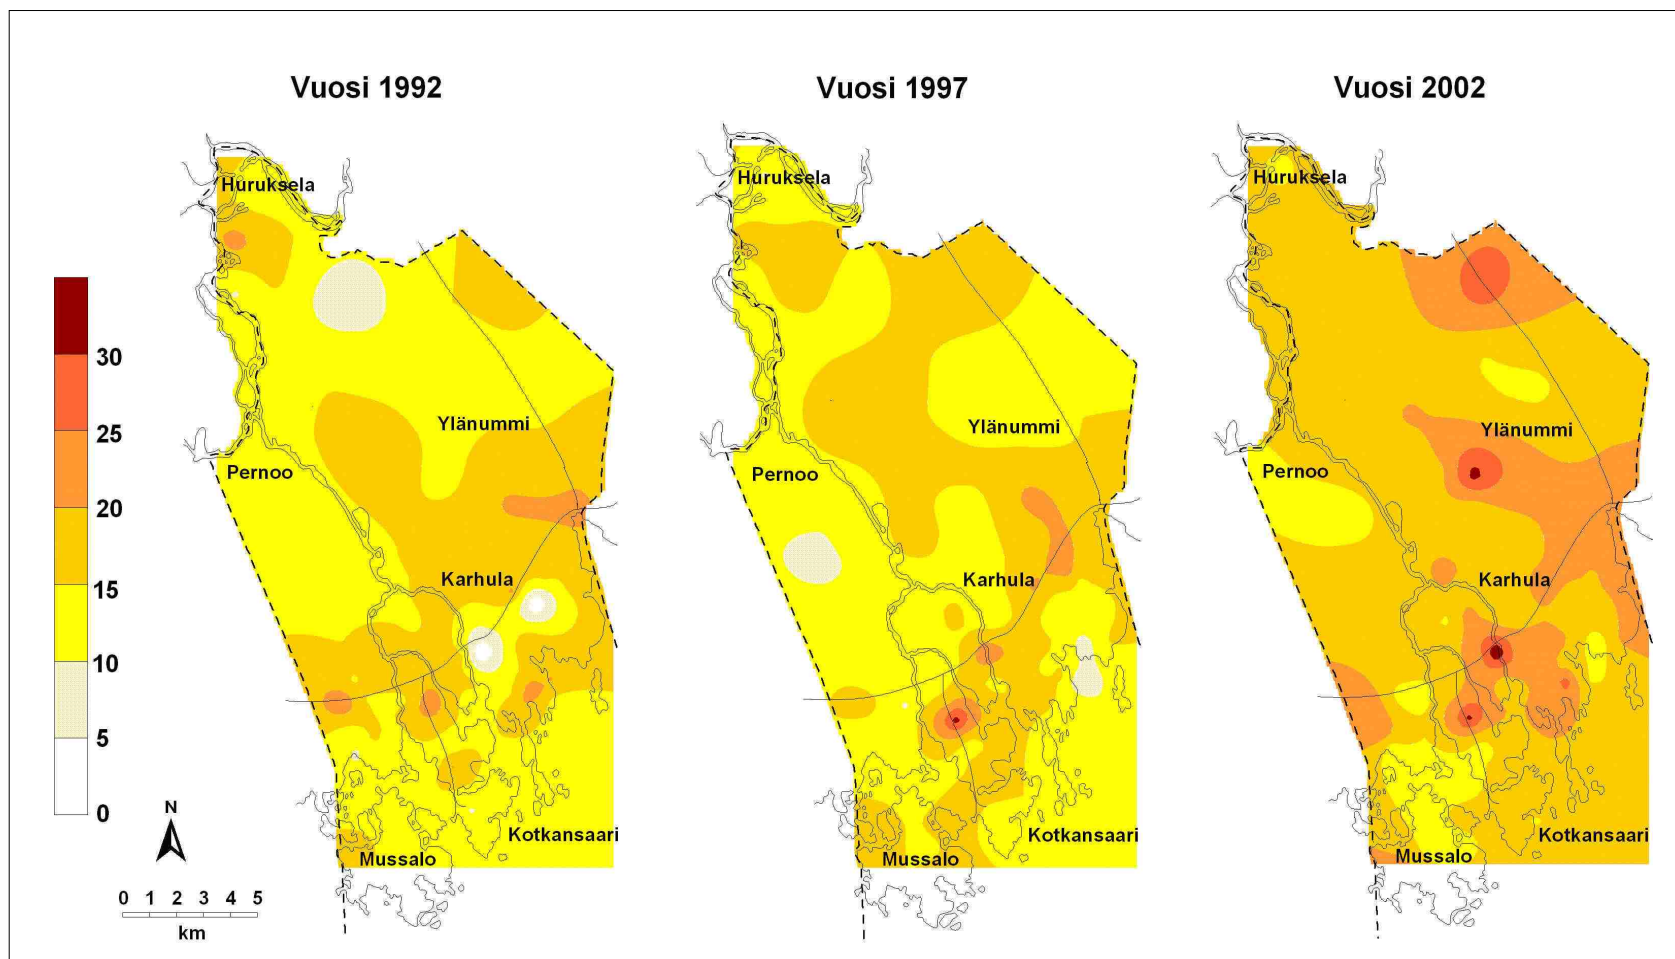 Vuosi 1992
Vuosi 1997
Vuosi 2002
Huruksela
Ylänummi
Pernoo
Karhula
Kotkansaari
Mussalo
Huruksela
Ylänummi
Pernoo
Karhula
Kotkansaari
Mussalo
Huruksela
Ylänummi
Pernoo
Karhula
Kotkansaari
Mussalo
30
25
20
15
10
5
0
N
0 1 2 3 4 5
km